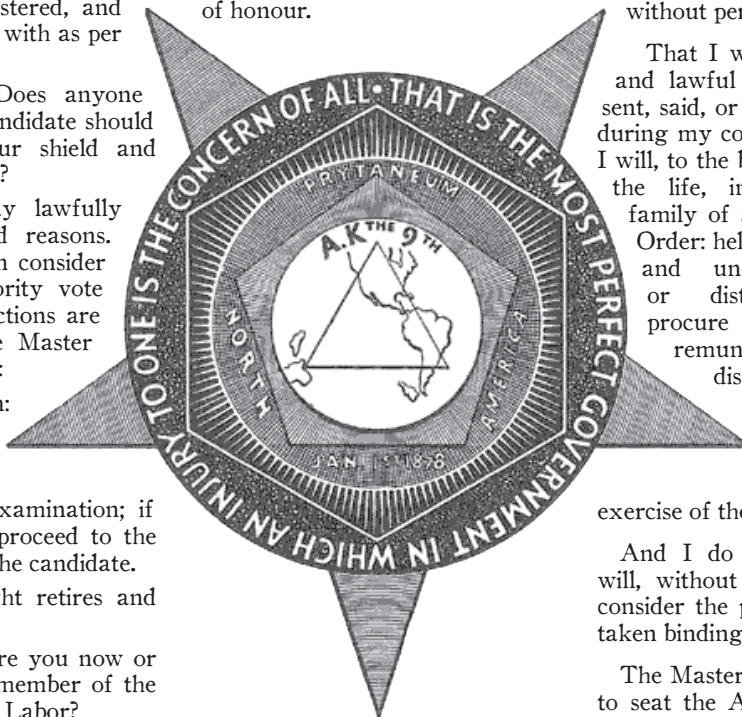 stered, and
with as per
Does anyone
ndidate should
ur shield and
?
y lawfully
d reasons.
n consider
ority vote
ctions are
e Master
:
n:
xamination; if
proceed to the
he candidate.
ht retires and
re you now or
member of the
Labor?
of honour.
THAT IS THE MOST PERFECT GOVERNMENT IN WHICH AN INJURY TO ONE IS THE CONCERN OF ALL •
PRYTANEUM
NORTH
AMERICA
JAN. 1ST 1878
A.K THE 9TH
without per
That I w
and lawful
sent, said, or
during my co
I will, to the b
the life, in
family of a
Order: hel
and un
or dist
procure
remun
dis
exercise of the
And I do
will, without
consider the p
taken binding
The Master
to seat the A